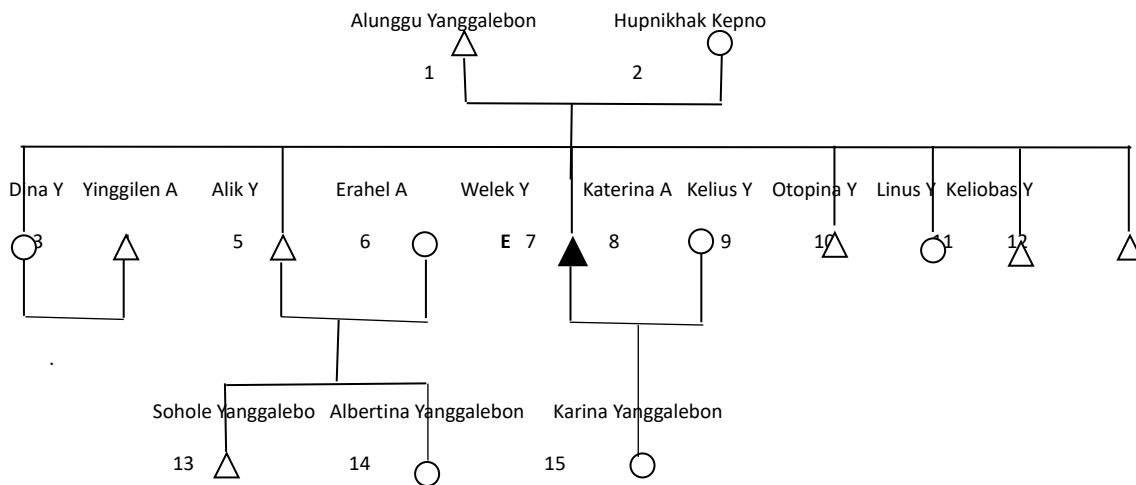 Alunggu Yanggalebon Hupnikhak Kepno
1 2
Dina Y Yinggilen A Alik Y Erahel A Welek Y Katerina A Kelius Y Otopina Y Linus Y Keliobas Y
3 4 5 6 E 7 8 9 10 11 12
.
Sohole Yanggalebo Albertina Yanggalebon Karina Yanggalebon
13 14 15